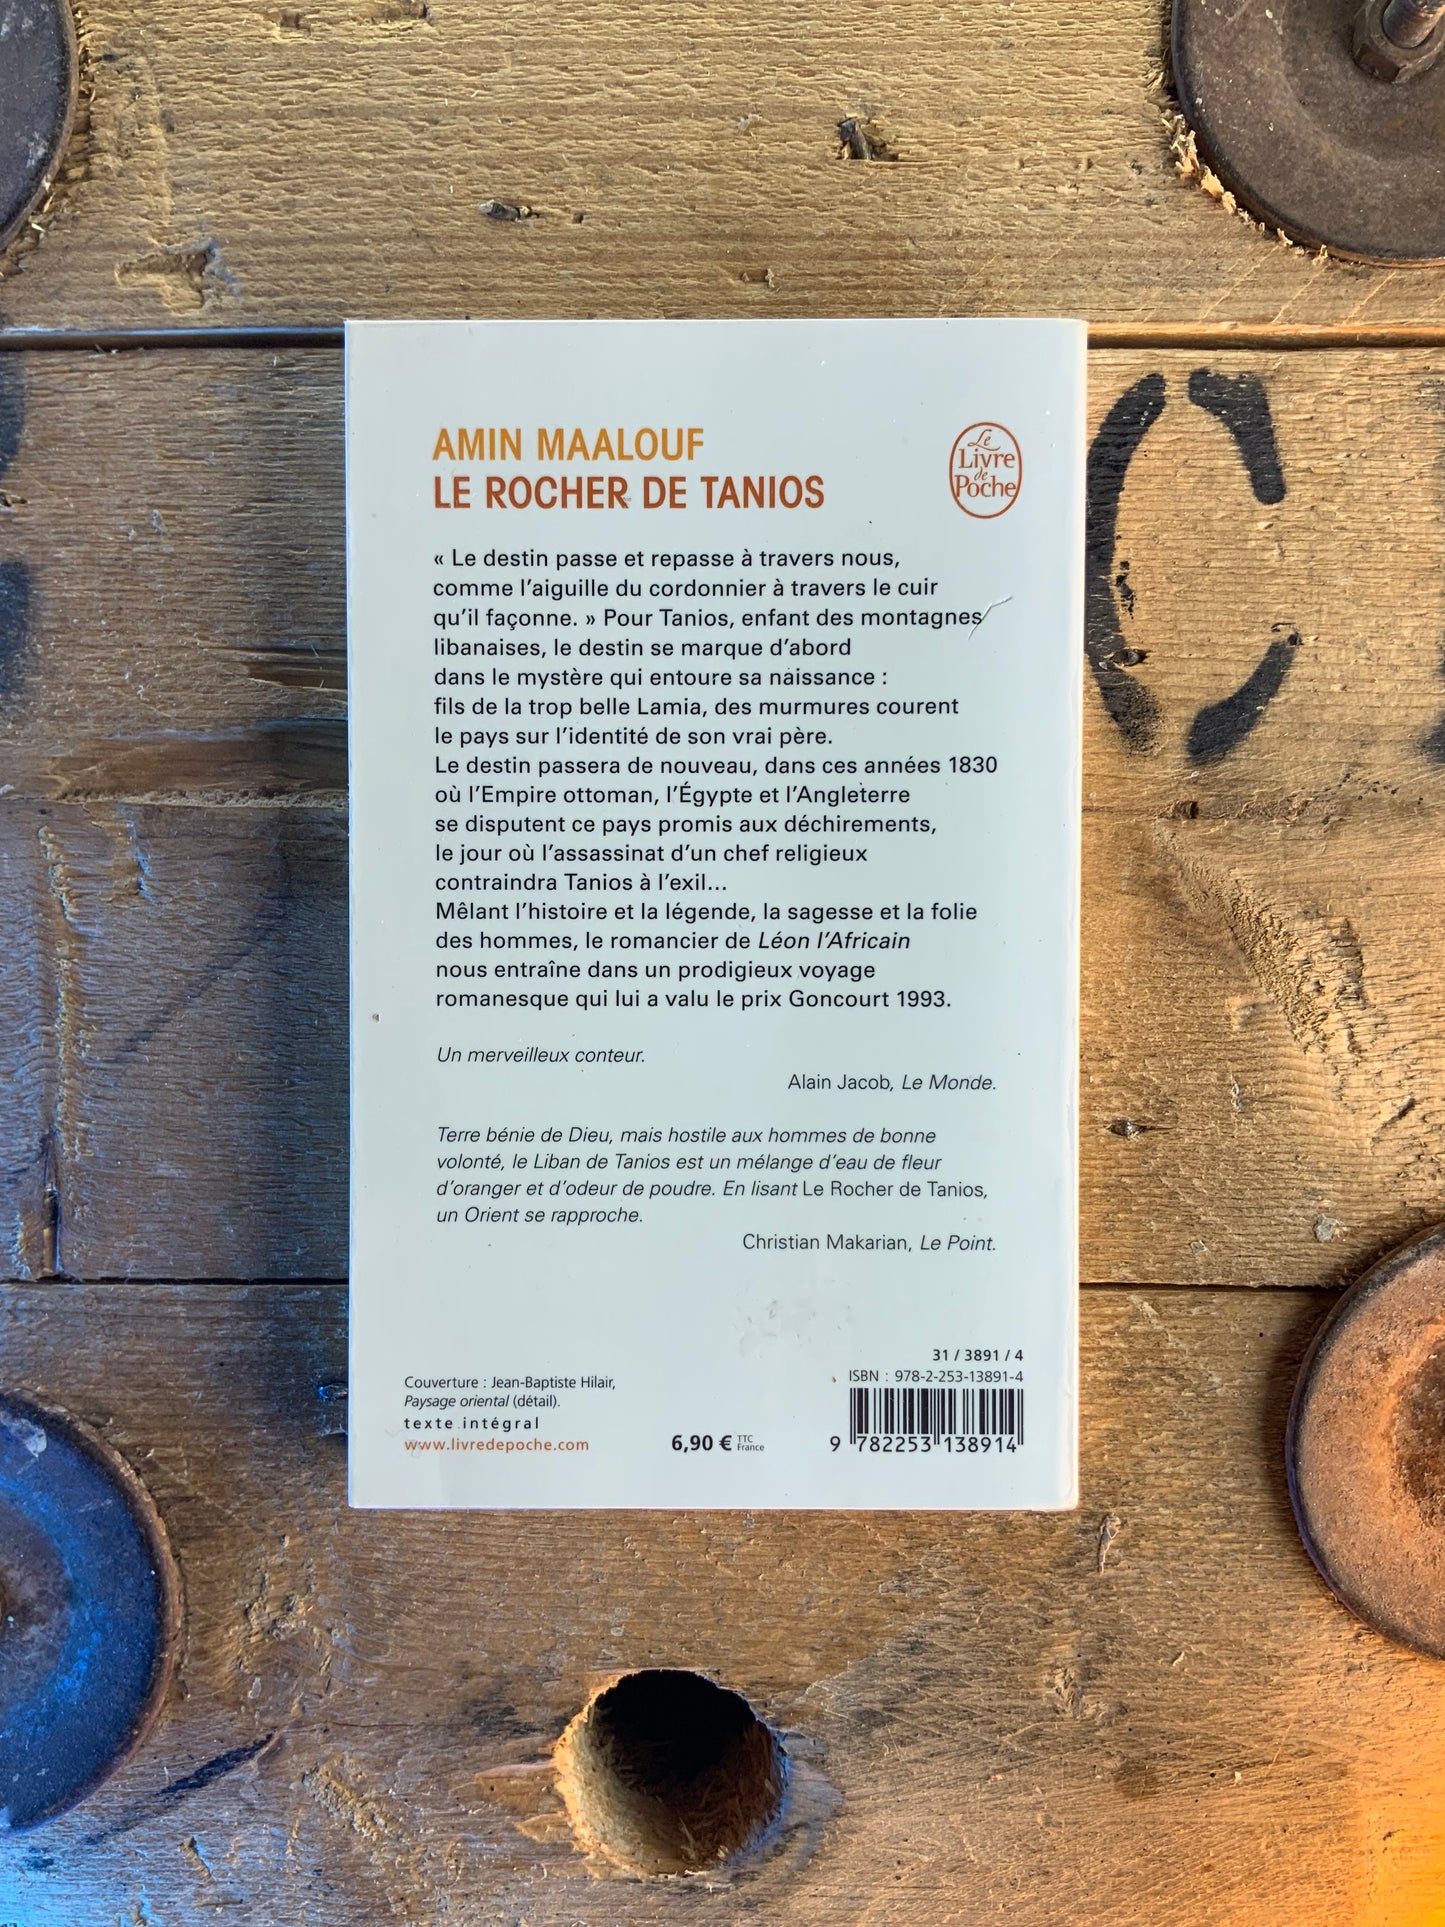 AMIN MAALOUF
LE ROCHER DE TANIOS
Le
Livre
de
Poche
« Le destin passe et repasse à travers nous,
comme l'aiguille du cordonnier à travers le cuir
qu'il façonne. » Pour Tanios, enfant des montagnes
libanaises, le destin se marque d'abord
dans le mystère qui entoure sa naissance :
fils de la trop belle Lamia, des murmures courent
le pays sur l'identité de son vrai père.
Le destin passera de nouveau, dans ces années 1830
où l'Empire ottoman, l'Égypte et l'Angleterre
se disputent ce pays promis aux déchirements,
le jour où l'assassinat d'un chef religieux
contraindra Tanios à l'exil...
Mêlant l'histoire et la légende, la sagesse et la folie
des hommes, le romancier de Léon l'Africain
nous entraîne dans un prodigieux voyage
romanesque qui lui a valu le prix Goncourt 1993.
Un merveilleux conteur.
Alain Jacob, Le Monde.
Terre bénie de Dieu, mais hostile aux hommes de bonne
volonté, le Liban de Tanios est un mélange d'eau de fleur
d'oranger et d'odeur de poudre. En lisant Le Rocher de Tanios,
un Orient se rapproche.
Christian Makarian, Le Point.
Couverture : Jean-Baptiste Hilair,
Paysage oriental (détail).
texte intégral
www.livredepoche.com
6,90 € TTC
France
31 / 3891 / 4
ISBN : 978-2-253-13891-4
9 782253 138914
C